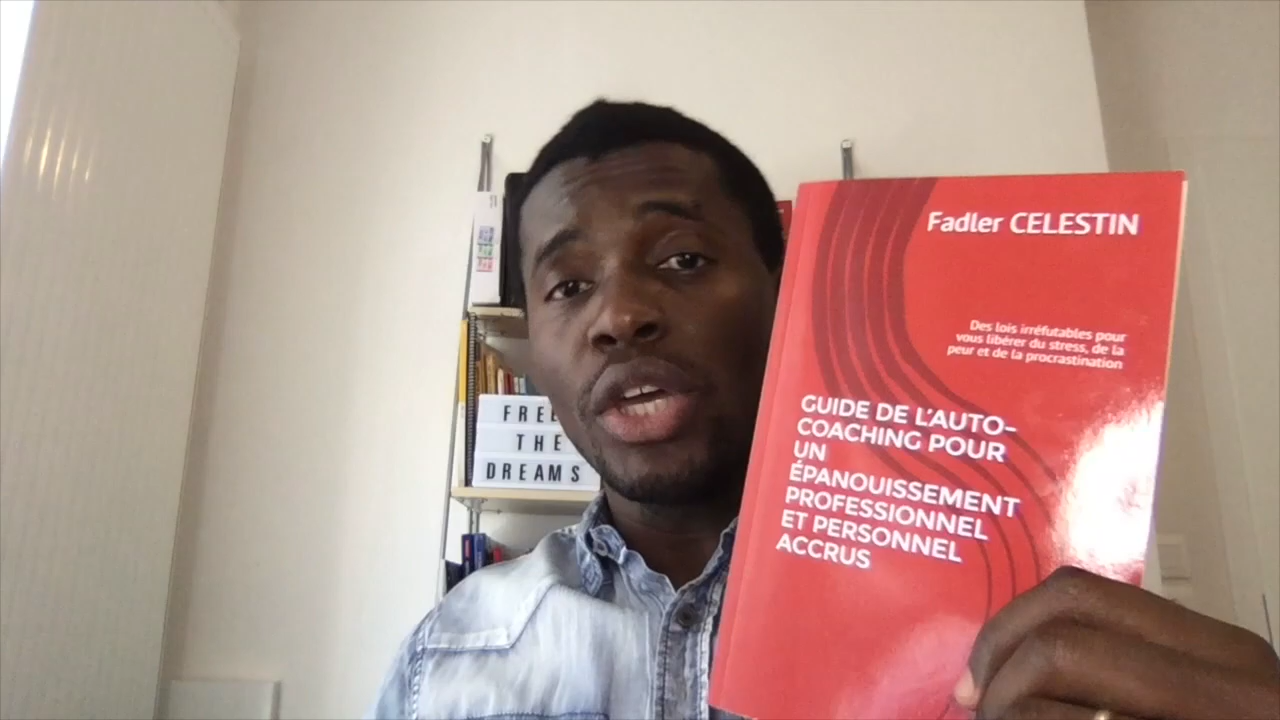 Fadler CELESTIN
Des lois irréfutables pour
vous libérer du stress, de la
peur et de la procrastination
GUIDE DE L'AUTO-
COACHING POUR
UN
ÉPANOUISSEMENT
PROFESSIONNEL
ET PERSONNEL
ACCRUS
FREE
THE
DREAMS